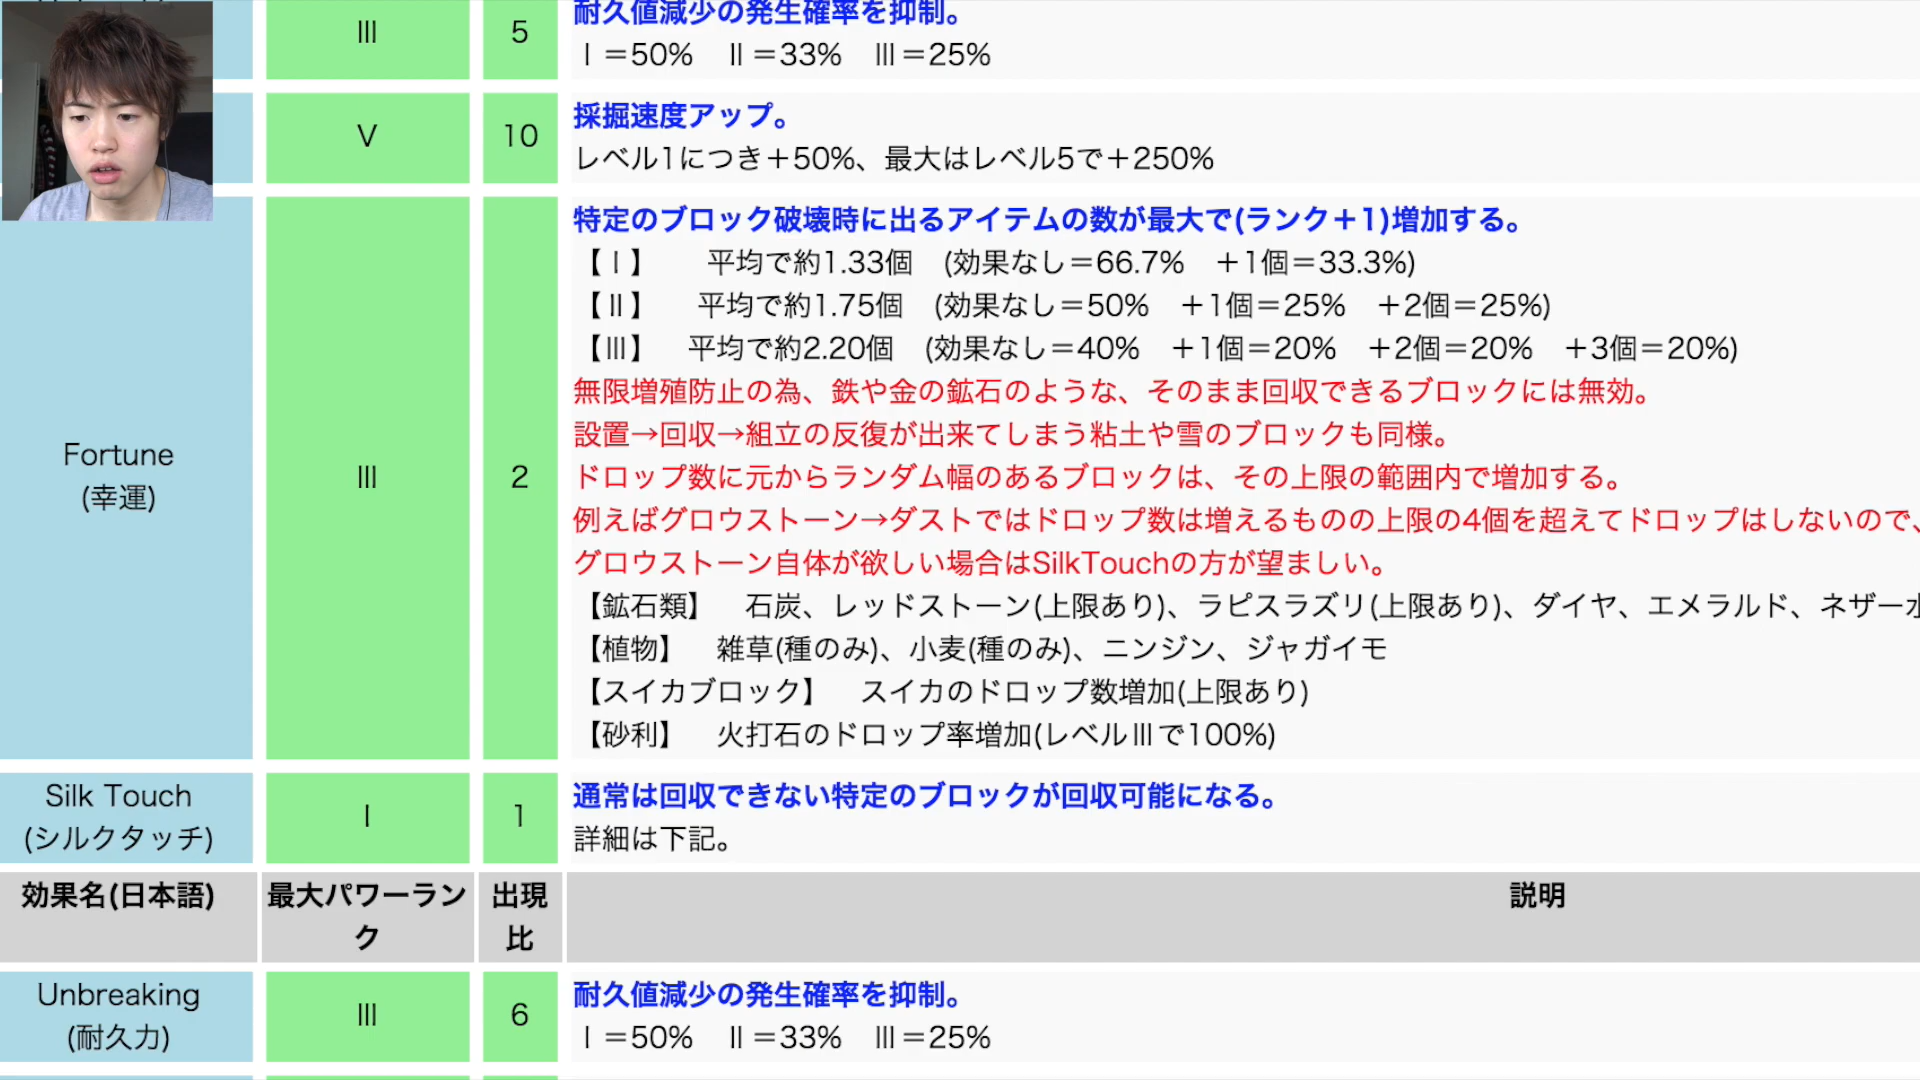 III
5
耐久値減少の発生確率を抑制。
Ⅰ＝50%　Ⅱ＝33%　Ⅲ＝25%
V
10
採掘速度アップ。
レベル1につき＋50%、最大はレベル5で＋250%
Fortune
(幸運)
III
2
特定のブロック破壊時に出るアイテムの数が最大で(ランク＋1)増加する。
【Ⅰ】　平均で約1.33個　(効果なし＝66.7%　＋1個＝33.3%)
【Ⅱ】　平均で約1.75個　(効果なし＝50%　＋1個＝25%　＋2個＝25%)
【Ⅲ】　平均で約2.20個　(効果なし＝40%　＋1個＝20%　＋2個＝20%　＋3個＝20%)
無限増殖防止の為、鉄や金の鉱石のような、そのまま回収できるブロックには無効。
設置→回収→組立の反復が出来てしまう粘土や雪のブロックも同様。
ドロップ数に元からランダム幅のあるブロックは、その上限の範囲内で増加する。
例えばグロウストーン→ダストではドロップ数は増えるものの上限の4個を超えてドロップはしないので、
グロウストーン自体が欲しい場合はSilkTouchの方が望ましい。
【鉱石類】　石炭、レッドストーン(上限あり)、ラピスラズリ(上限あり)、ダイヤ、エメラルド、ネザー水
【植物】　雑草(種のみ)、小麦(種のみ)、ニンジン、ジャガイモ
【スイカブロック】　スイカのドロップ数増加(上限あり)
【砂利】　火打石のドロップ率増加(レベルⅢで100%)
Silk Touch
(シルクタッチ)
I
1
通常は回収できない特定のブロックが回収可能になる。
詳細は下記。
効果名(日本語)
最大パワーラン
ク
出現
比
説明
Unbreaking
(耐久力)
III
6
耐久値減少の発生確率を抑制。
Ⅰ＝50%　Ⅱ＝33%　Ⅲ＝25%